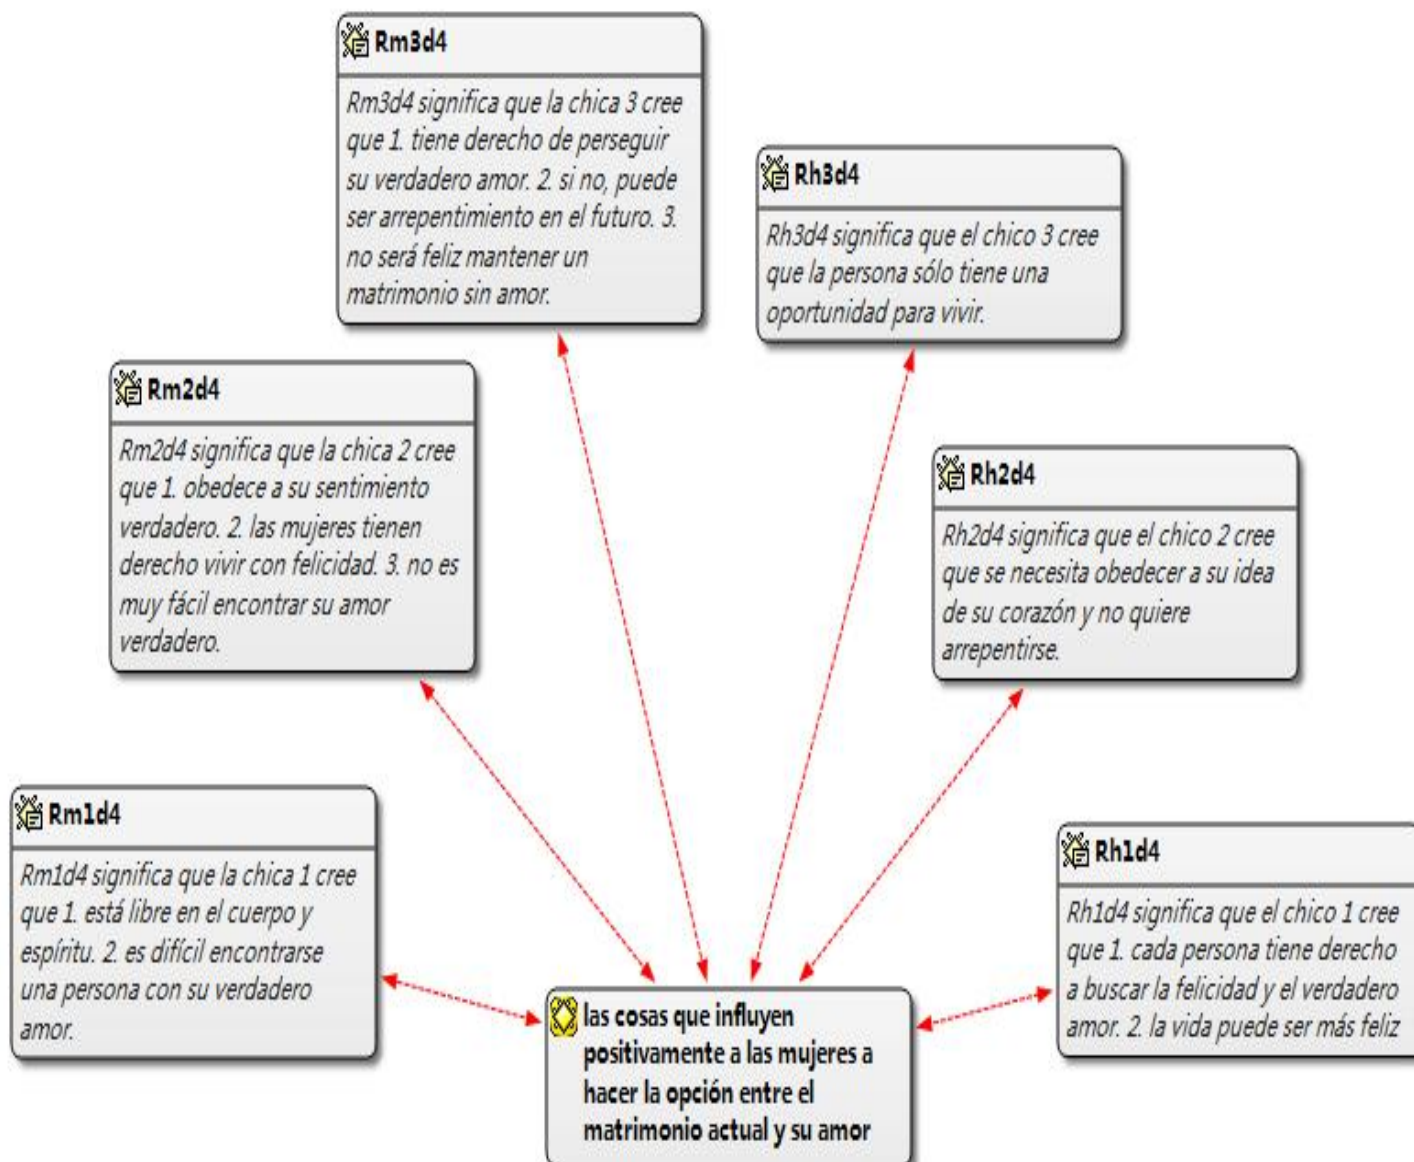 Rm3d4
Rm3d4 significa que la chica 3 cree
que 1. tiene derecho de perseguir
su verdadero amor. 2. si no, puede
ser arrepentimiento en el futuro. 3.
no será feliz mantener un
matrimonio sin amor.
Rh3d4
Rh3d4 significa que el chico 3 cree
que la persona sólo tiene una
oportunidad para vivir.
Rm2d4
Rm2d4 significa que la chica 2 cree
que 1. obedece a su sentimiento
verdadero. 2. las mujeres tienen
derecho vivir con felicidad. 3. no es
muy fácil encontrar su amor
verdadero.
Rh2d4
Rh2d4 significa que el chico 2 cree
que se necesita obedecer a su idea
de su corazón y no quiere
arrepentirse.
Rm1d4
Rm1d4 significa que la chica 1 cree
que 1. está libre en el cuerpo y
espíritu. 2. es difícil encontrarse
una persona con su verdadero
amor.
Rh1d4
Rh1d4 significa que el chico 1 cree
que 1. cada persona tiene derecho
a buscar la felicidad y el verdadero
amor. 2. la vida puede ser más feliz
las cosas que influyen
positivamente a las mujeres a
hacer la opción entre el
matrimonio actual y su amor